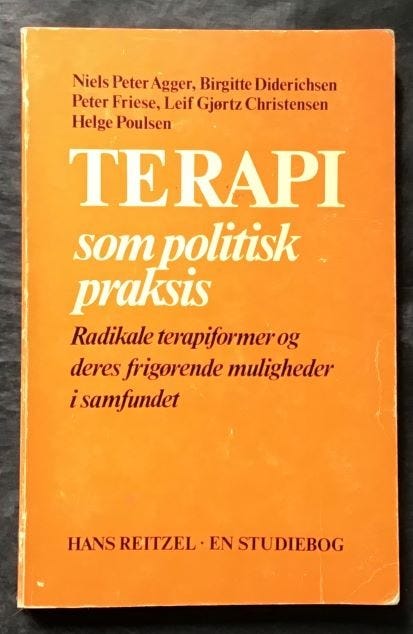 Niels Peter Agger, Birgitte Diderichsen
Peter Friese, Leif Gjørtz Christensen
Helge Poulsen
TERAPI
som politisk
praksis
Radikale terapiformer og
deres frigørende muligheder
i samfundet
HANS REITZEL · EN STUDIEBOG